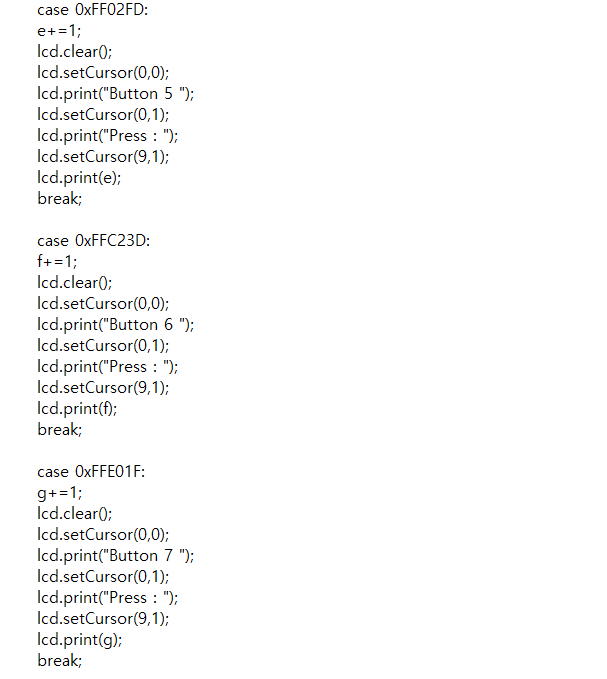 case 0xFF02FD:
e+=1;
lcd.clear();
lcd.setCursor(0,0);
lcd.print("Button 5 ");
lcd.setCursor(0,1);
lcd.print("Press : ");
lcd.setCursor(9,1);
lcd.print(e);
break;

case 0xFFC23D:
f+=1;
lcd.clear();
lcd.setCursor(0,0);
lcd.print("Button 6 ");
lcd.setCursor(0,1);
lcd.print("Press : ");
lcd.setCursor(9,1);
lcd.print(f);
break;

case 0xFFE01F:
g+=1;
lcd.clear();
lcd.setCursor(0,0);
lcd.print("Button 7 ");
lcd.setCursor(0,1);
lcd.print("Press : ");
lcd.setCursor(9,1);
lcd.print(g);
break;